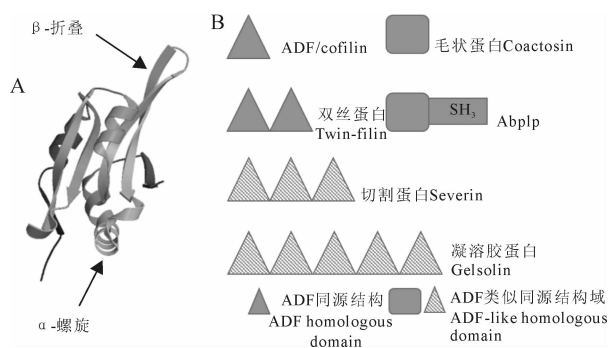 β-折叠
A
α-螺旋
B
ADF/cofilin
毛状蛋白Coactosin
双丝蛋白
Twin-filin
SH3
Abplp
切割蛋白Severin
凝溶胶蛋白
Gelsolin
ADF同源结构
ADF homologous
domain
ADF类似同源结构域
ADF-like homologous
domain